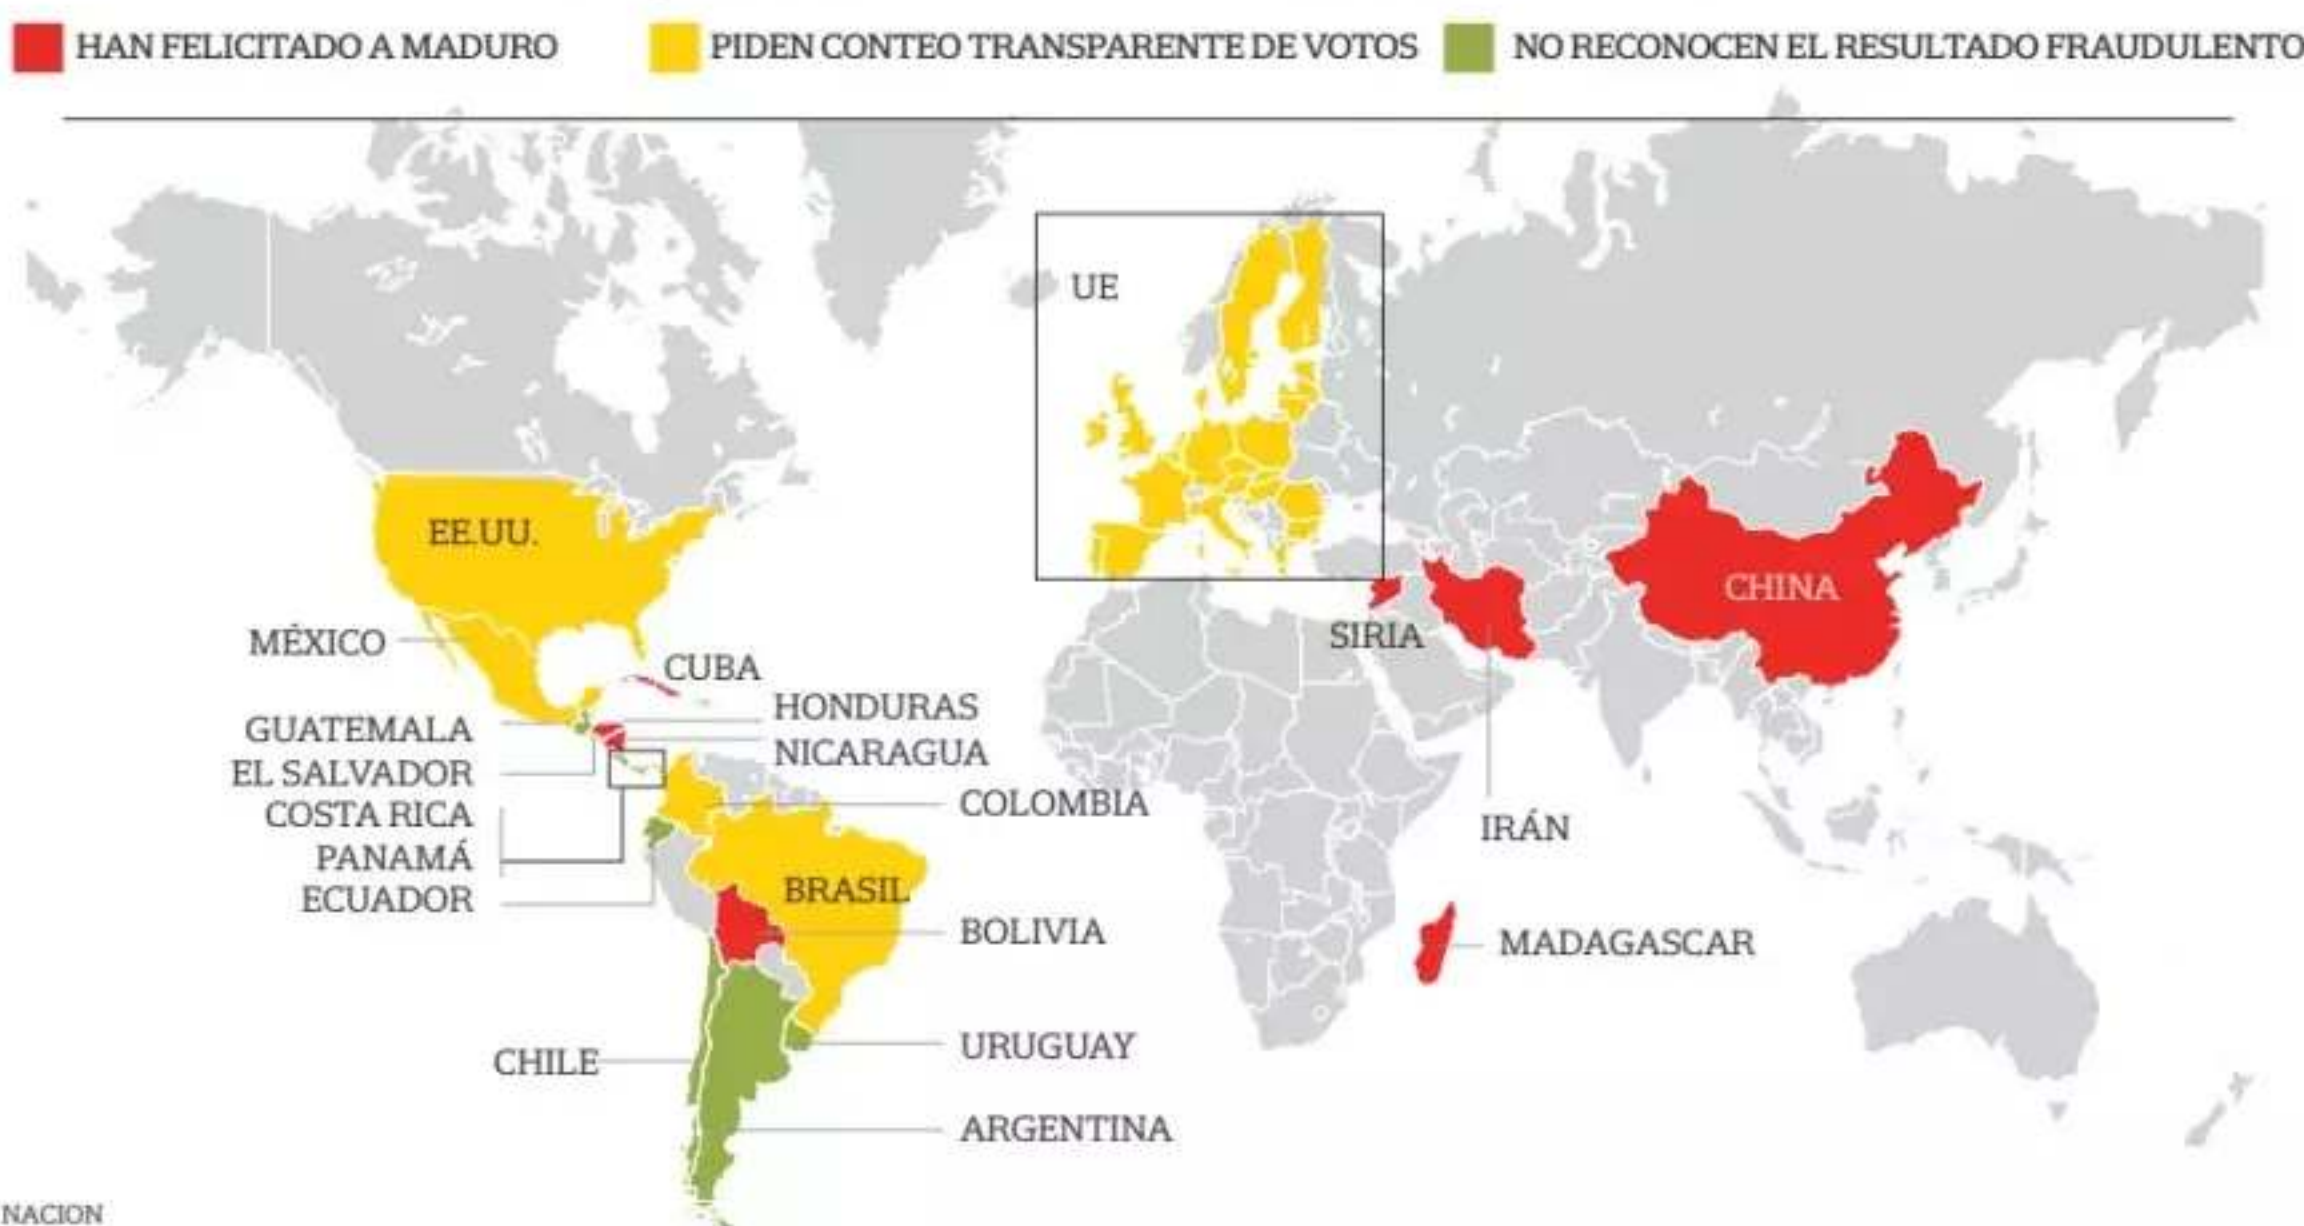 HAN FELICITADO A MADURO
PIDEN CONTEO TRANSPARENTE DE VOTOS
NO RECONOCEN EL RESULTADO FRAUDULENTO
UE
EE.UU.
MÉXICO
CUBA
HONDURAS
GUATEMALA
NICARAGUA
EL SALVADOR
COSTA RICA
PANAMÁ
ECUADOR
COLOMBIA
BRASIL
BOLIVIA
CHILE
URUGUAY
ARGENTINA
SIRIA
IRÁN
CHINA
MADAGASCAR
NACION